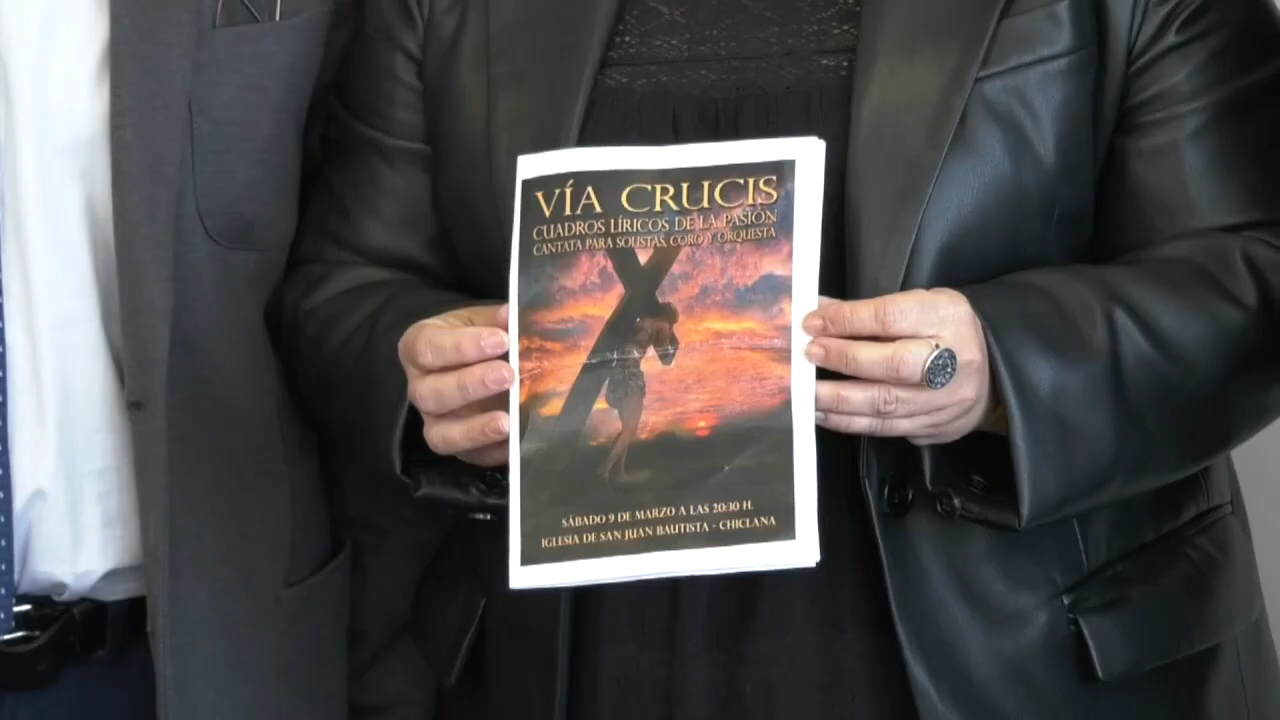 VÍA CRUCIS
CUADROS LÍRICOS DE LA PASIÓN
CANTATA PARA SOLISTAS, CORO Y ORQUESTA
SÁBADO 9 DE MARZO A LAS 20:30 H.
IGLESIA DE SAN JUAN BAUTISTA - CHICLANA